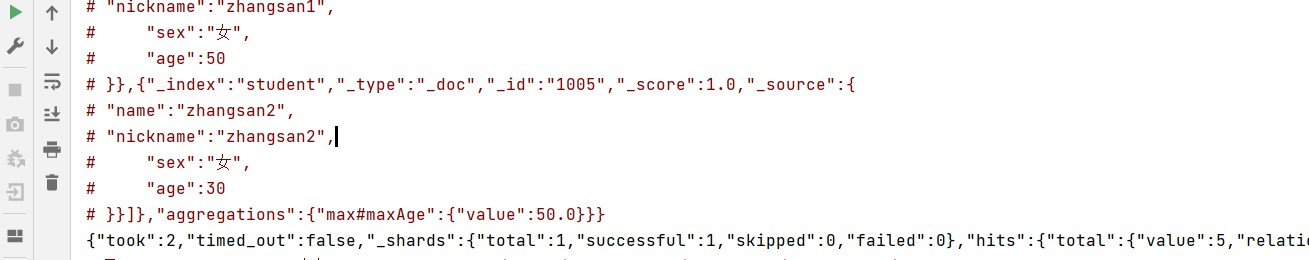 # "nickname":"zhangsan1",
#     "sex":"女",
#     "age":50
# }},{"_index":"student","_type":"_doc","_id":"1005","_score":1.0,"_source":{
# "name":"zhangsan2",
# "nickname":"zhangsan2",
#     "sex":"女",
#     "age":30
# }}]},"aggregations":{"max#maxAge":{"value":50.0}}}
{"took":2,"timed_out":false,"_shards":{"total":1,"successful":1,"skipped":0,"failed":0},"hits":{"total":{"value":5,"relati